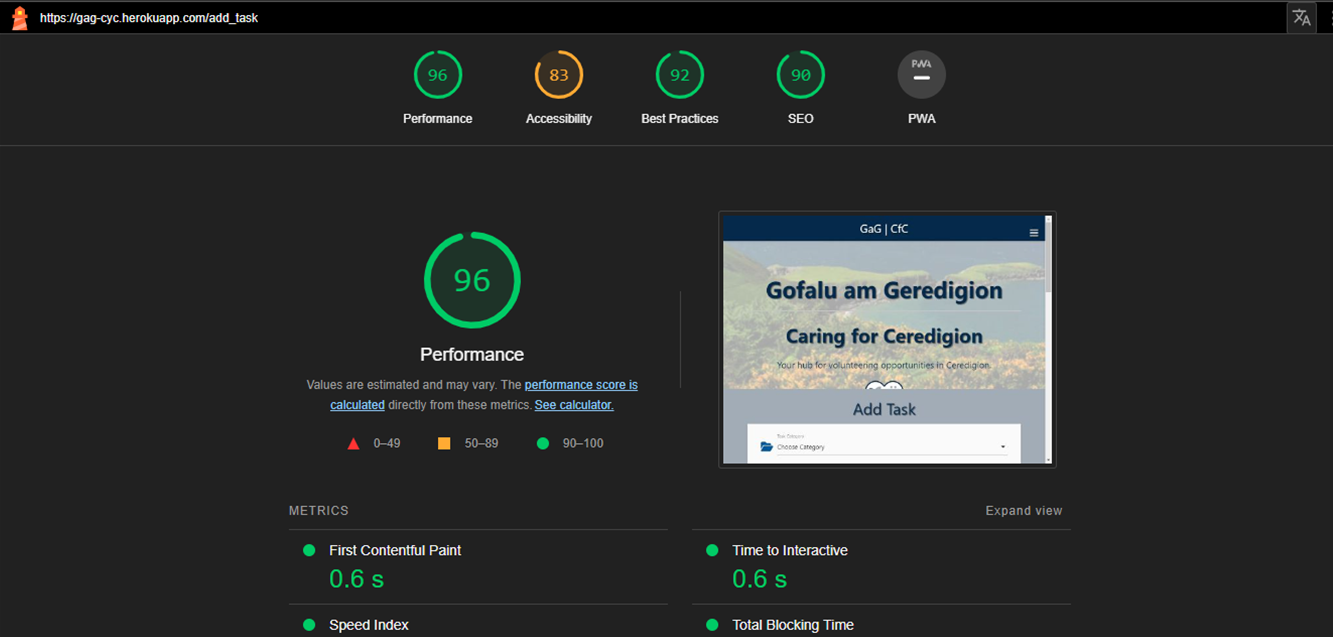 https://gag-cyc.herokuapp.com/add_task
96 83 92 90 PWA
Performance Accessibility Best Practices SEO PWA
96
Performance
Values are estimated and may vary. The performance score is
calculated directly from these metrics. See calculator.
0–49 50–89 90–100
GaG | CfC
Gofalu am Geredigion
Caring for Ceredigion
Your hub for volunteering opportunities in Ceredigion.
Add Task
Choose Category
METRICS Expand view
First Contentful Paint Time to Interactive
0.6 s 0.6 s
Speed Index Total Blocking Time